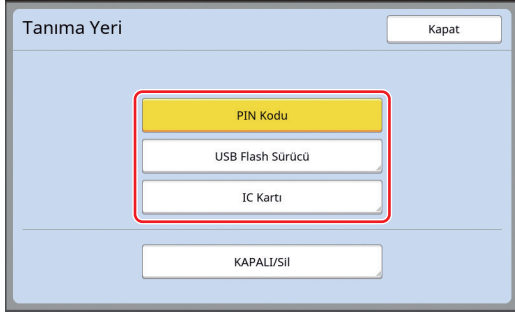 Tanıma Yeri
Kapat
PIN Kodu
USB Flash Sürücü
IC Kartı
KAPALI/Sil